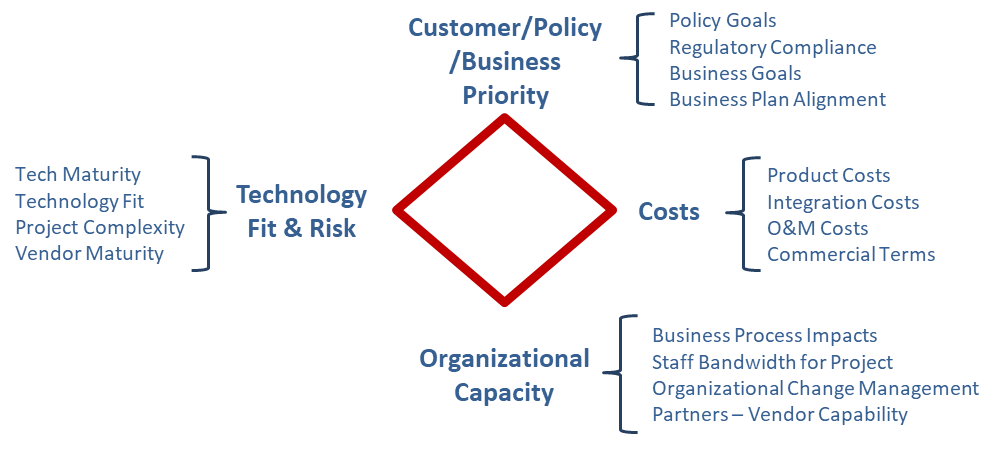 Customer/Policy
/Business
Priority
Policy Goals
Regulatory Compliance
Business Goals
Business Plan Alignment
Tech Maturity
Technology Fit
Project Complexity
Vendor Maturity
Technology
Fit & Risk
Costs
Product Costs
Integration Costs
O&M Costs
Commercial Terms
Organizational
Capacity
Business Process Impacts
Staff Bandwidth for Project
Organizational Change Management
Partners – Vendor Capability